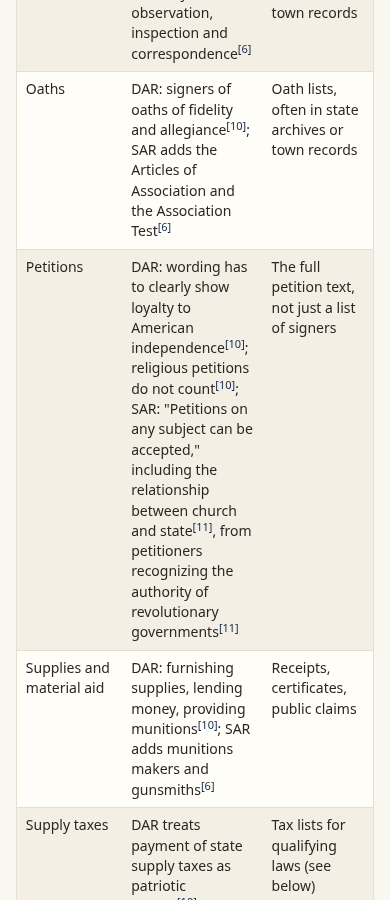 observation,
inspection and
correspondence[6]
town records
Oaths
DAR: signers of
oaths of fidelity
and allegiance[10];
SAR adds the
Articles of
Association and
the Association
Test[6]
Oath lists,
often in state
archives or
town records
Petitions
DAR: wording has
to clearly show
loyalty to
American
independence[10];
religious petitions
do not count[10];
SAR: "Petitions on
any subject can be
accepted,"
including the
relationship
between church
and state[11], from
petitioners
recognizing the
authority of
revolutionary
governments[11]
The full
petition text,
not just a list
of signers
Supplies and
material aid
DAR: furnishing
supplies, lending
money, providing
munitions[10]; SAR
adds munitions
makers and
gunsmiths[6]
Receipts,
certificates,
public claims
Supply taxes
DAR treats
payment of state
supply taxes as
patriotic
Tax lists for
qualifying
laws (see
below)